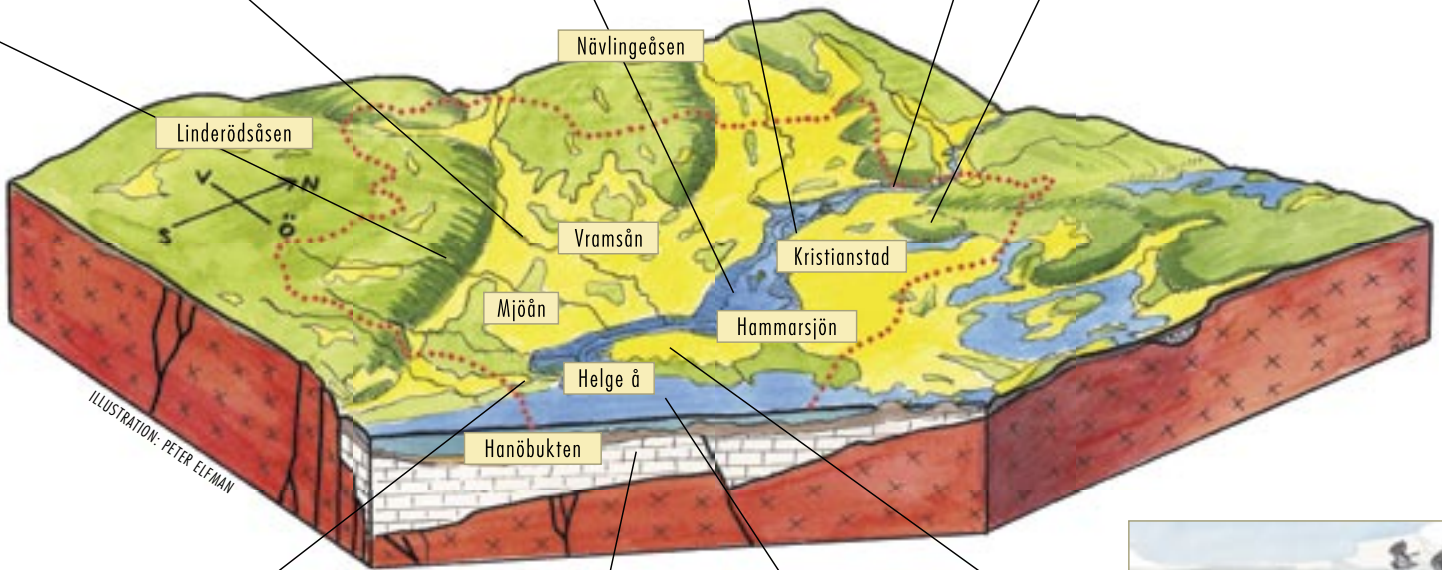 Nävlingeåsen
Linderödsåsen
V
N
S
Ö
Vramsån
Kristianstad
Mjöån
Hammarsjön
Helge å
Hanöbukten
ILLUSTRATION: PETER ELFMAN